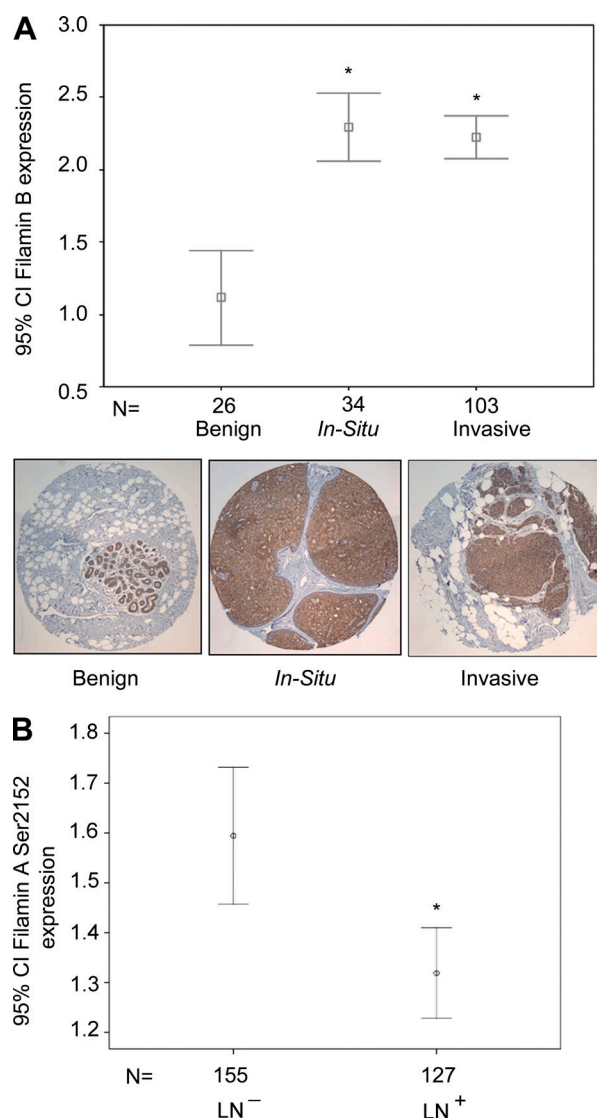 A
95% CI Filamin B expression
3.0
2.5
2.0
1.5
1.0
0.5
* *
N= 26 34 103
Benign In-Situ Invasive
Benign In-Situ Invasive
B
95% CI Filamin A Ser2152
expression
1.8
1.7
1.6
1.5
1.4
1.3
1.2
*
N= 155 127
LN⁻ LN⁺